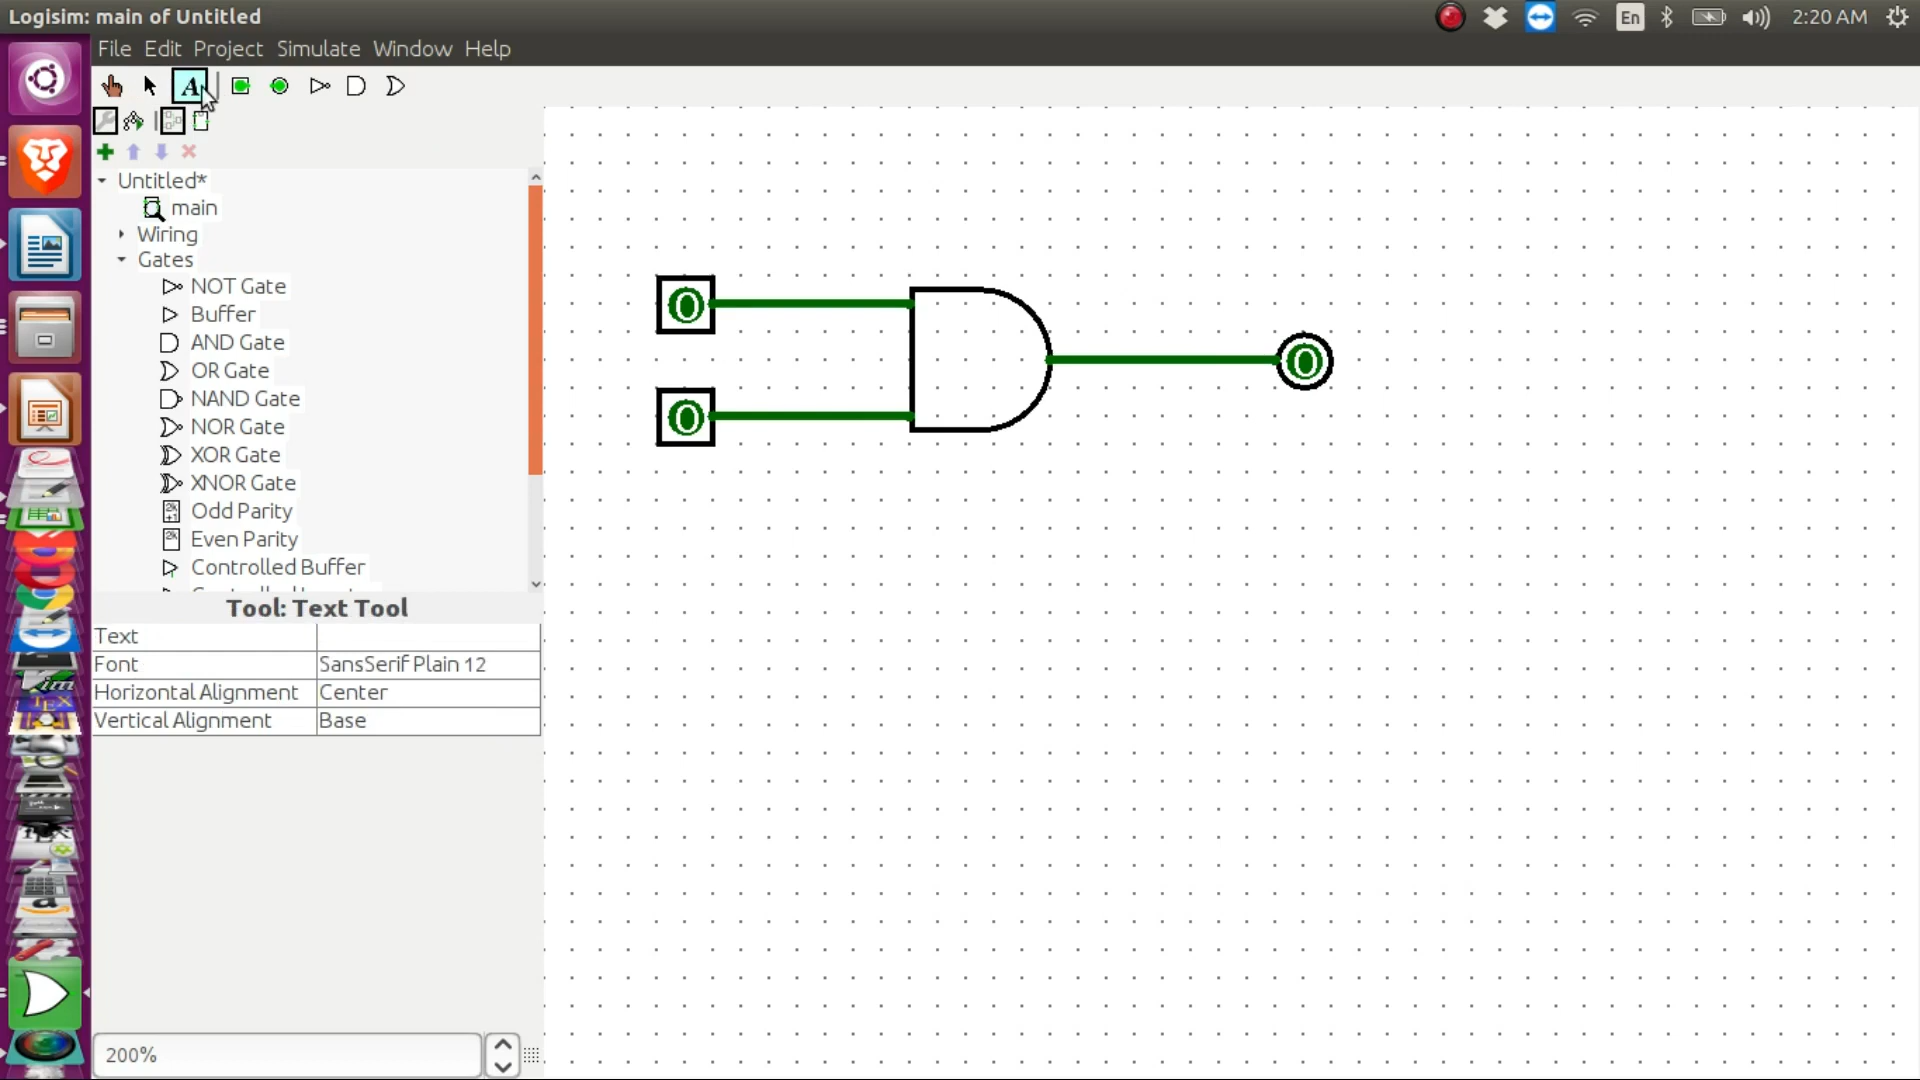 Logisim: main of Untitled
En
2:20 AM
File Edit Project Simulate Window Help
A
Untitled*
main
Wiring
Gates
NOT Gate
Buffer
AND Gate
OR Gate
NAND Gate
NOR Gate
XOR Gate
XNOR Gate
Odd Parity
Even Parity
Controlled Buffer
Tool: Text Tool
Text
Font SansSerif Plain 12
Horizontal Alignment Center
Vertical Alignment Base
200%
0
0
0